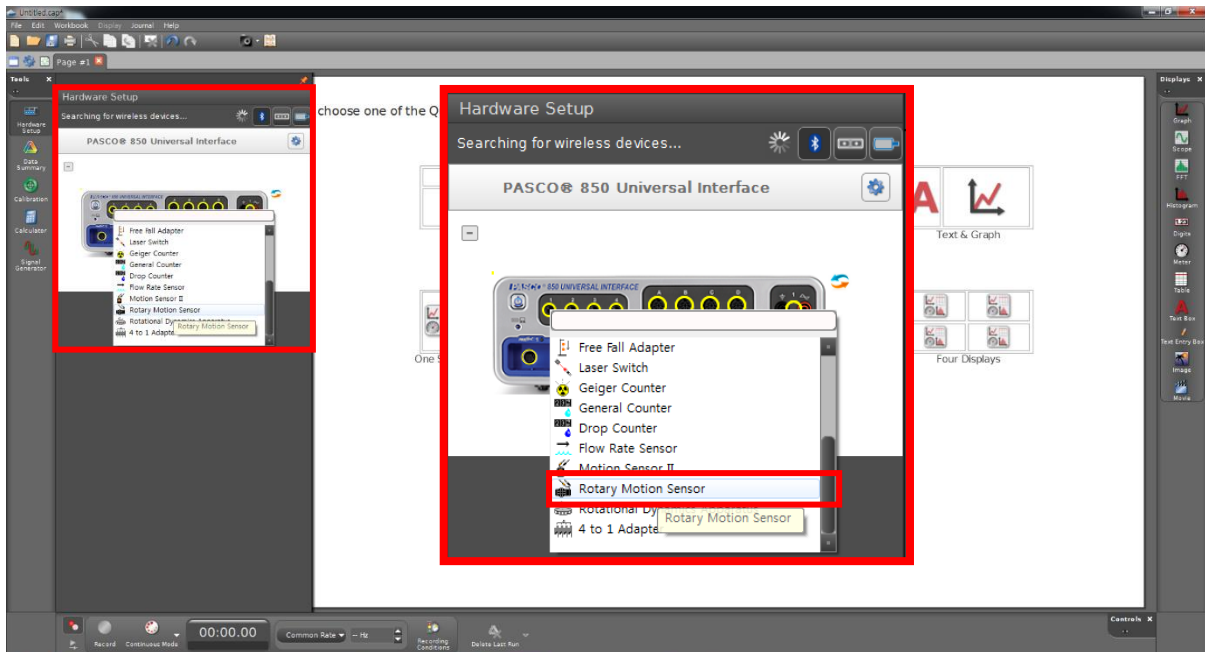 Untitled.cap*
File Edit Workbook Display Journal Help
Page #1
Tools
Hardware Setup
Data Summary
Calibration
Calculator
Signal Generator
Hardware Setup
Searching for wireless devices...
PASCO® 850 Universal Interface
Free Fall Adapter
Laser Switch
Geiger Counter
General Counter
Drop Counter
Flow Rate Sensor
Motion Sensor II
Rotary Motion Sensor
Rotational Dynamics Apparatus
4 to 1 Adapte
Rotary Motion Sensor
choose one of the Q
Hardware Setup
Searching for wireless devices...
PASCO® 850 Universal Interface
850 UNIVERSAL INTERFACE
Free Fall Adapter
Laser Switch
Geiger Counter
General Counter
Drop Counter
Flow Rate Sensor
Motion Sensor II
Rotary Motion Sensor
Rotational Dynamics Apparatus
4 to 1 Adapte
Rotary Motion Sensor
Text & Graph
One S
Four Displays
Displays
Graph
Scope
FFT
Histogram
Digits
Meter
Table
Text Box
Text Entry Box
Image
Movie
Record
Continuous Mode
00:00.00
Common Rate
-- Hz
Recording Conditions
Delete Last Run
Controls